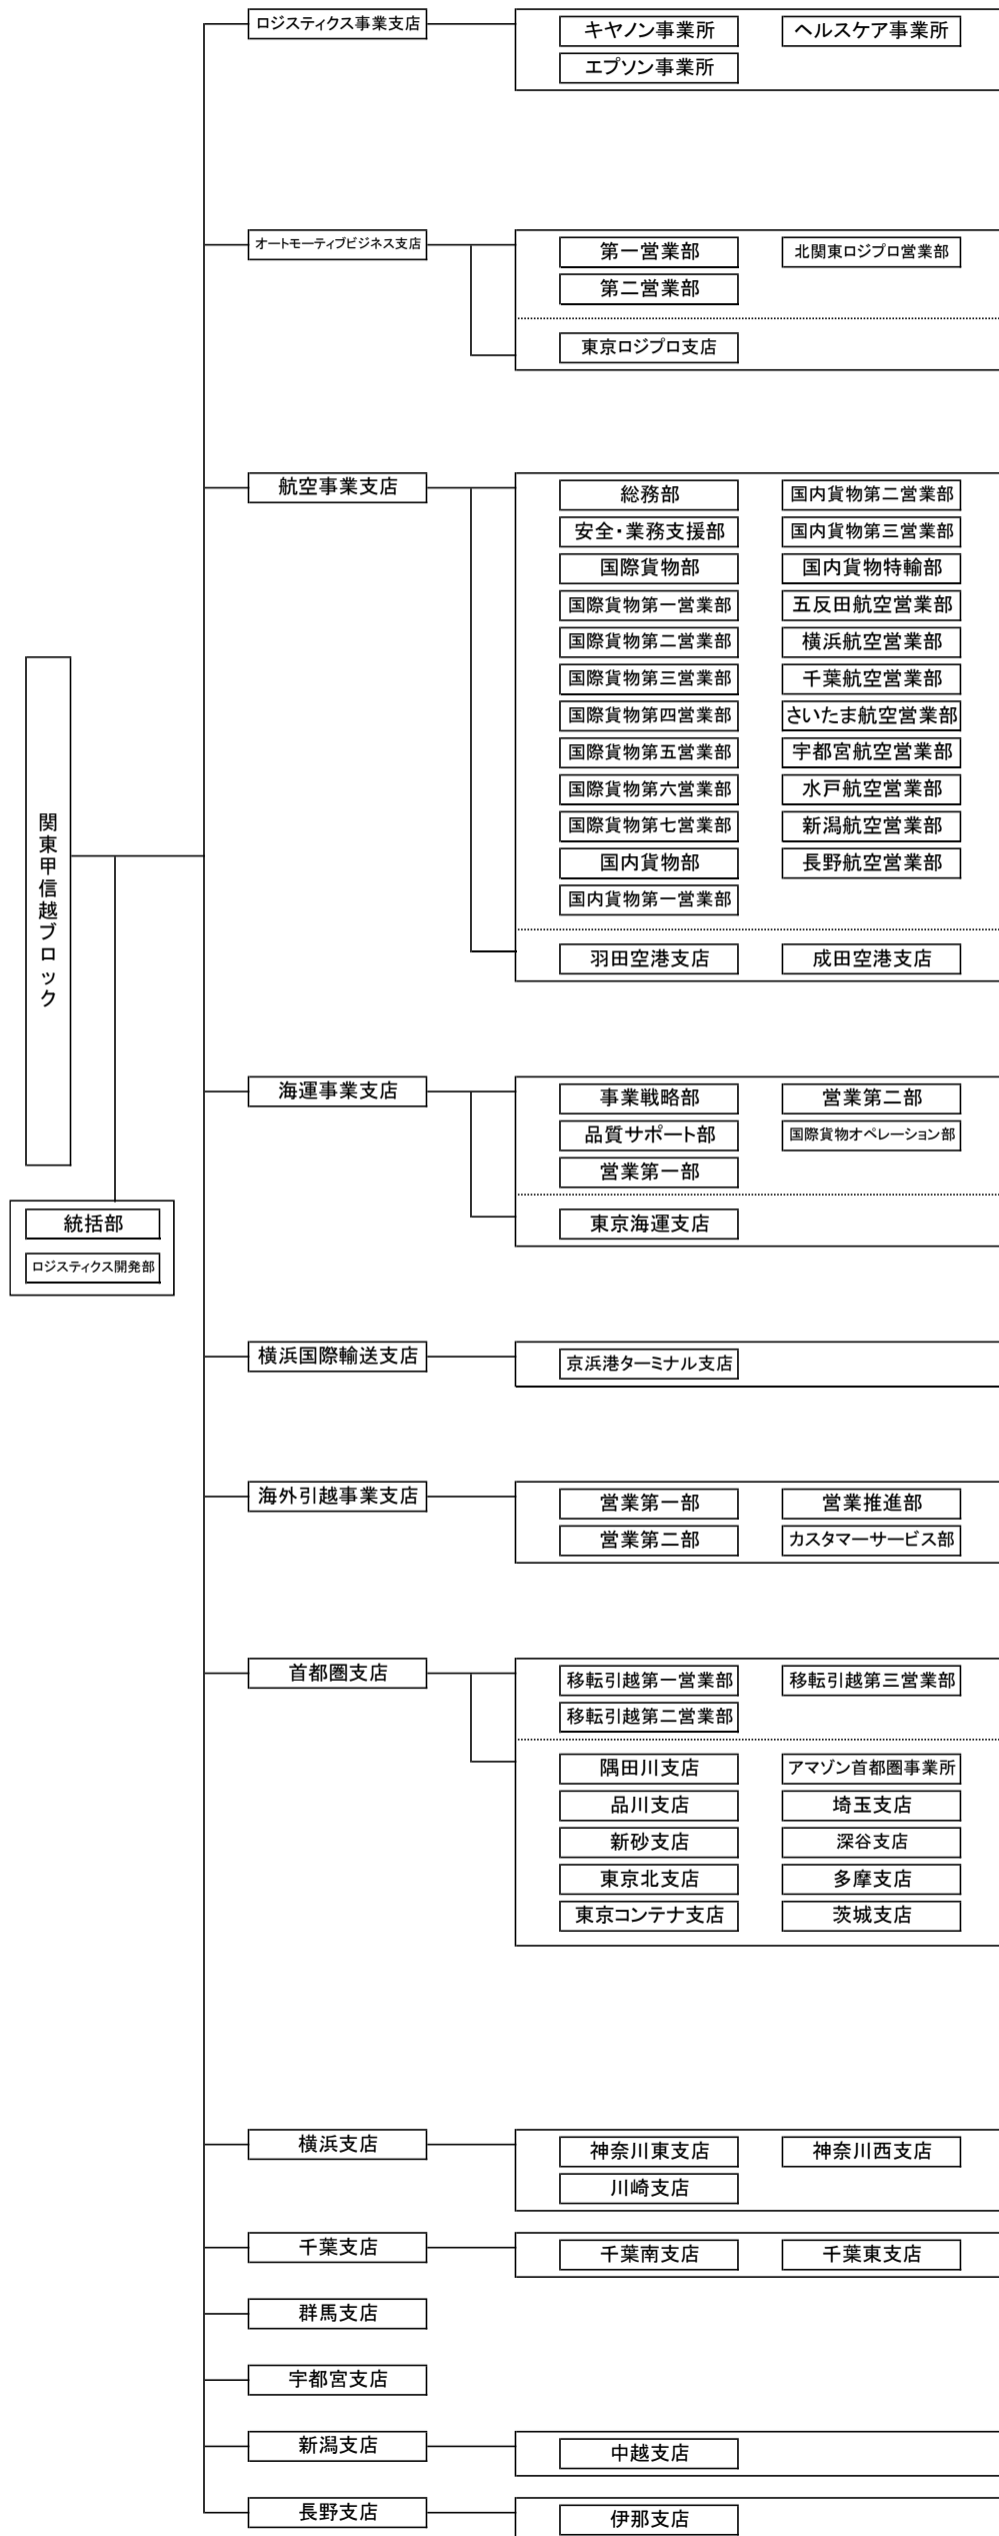 関東甲信越ブロック
統括部
ロジスティクス開発部
ロジスティクス事業支店
キヤノン事業所
ヘルスケア事業所
エプソン事業所
オートモーティブビジネス支店
第一営業部
北関東ロジプロ営業部
第二営業部
東京ロジプロ支店
航空事業支店
総務部
国内貨物第二営業部
安全・業務支援部
国内貨物第三営業部
国際貨物部
国内貨物特輸部
国際貨物第一営業部
五反田航空営業部
国際貨物第二営業部
横浜航空営業部
国際貨物第三営業部
千葉航空営業部
国際貨物第四営業部
さいたま航空営業部
国際貨物第五営業部
宇都宮航空営業部
国際貨物第六営業部
水戸航空営業部
国際貨物第七営業部
新潟航空営業部
国内貨物部
長野航空営業部
国内貨物第一営業部
羽田空港支店
成田空港支店
海運事業支店
事業戦略部
営業第二部
品質サポート部
国際貨物オペレーション部
営業第一部
東京海運支店
横浜国際輸送支店
京浜港ターミナル支店
海外引越事業支店
営業第一部
営業推進部
営業第二部
カスタマーサービス部
首都圏支店
移転引越第一営業部
移転引越第三営業部
移転引越第二営業部
隅田川支店
アマゾン首都圏事業所
品川支店
埼玉支店
新砂支店
深谷支店
東京北支店
多摩支店
東京コンテナ支店
茨城支店
横浜支店
神奈川東支店
神奈川西支店
川崎支店
千葉支店
千葉南支店
千葉東支店
群馬支店
宇都宮支店
新潟支店
中越支店
長野支店
伊那支店